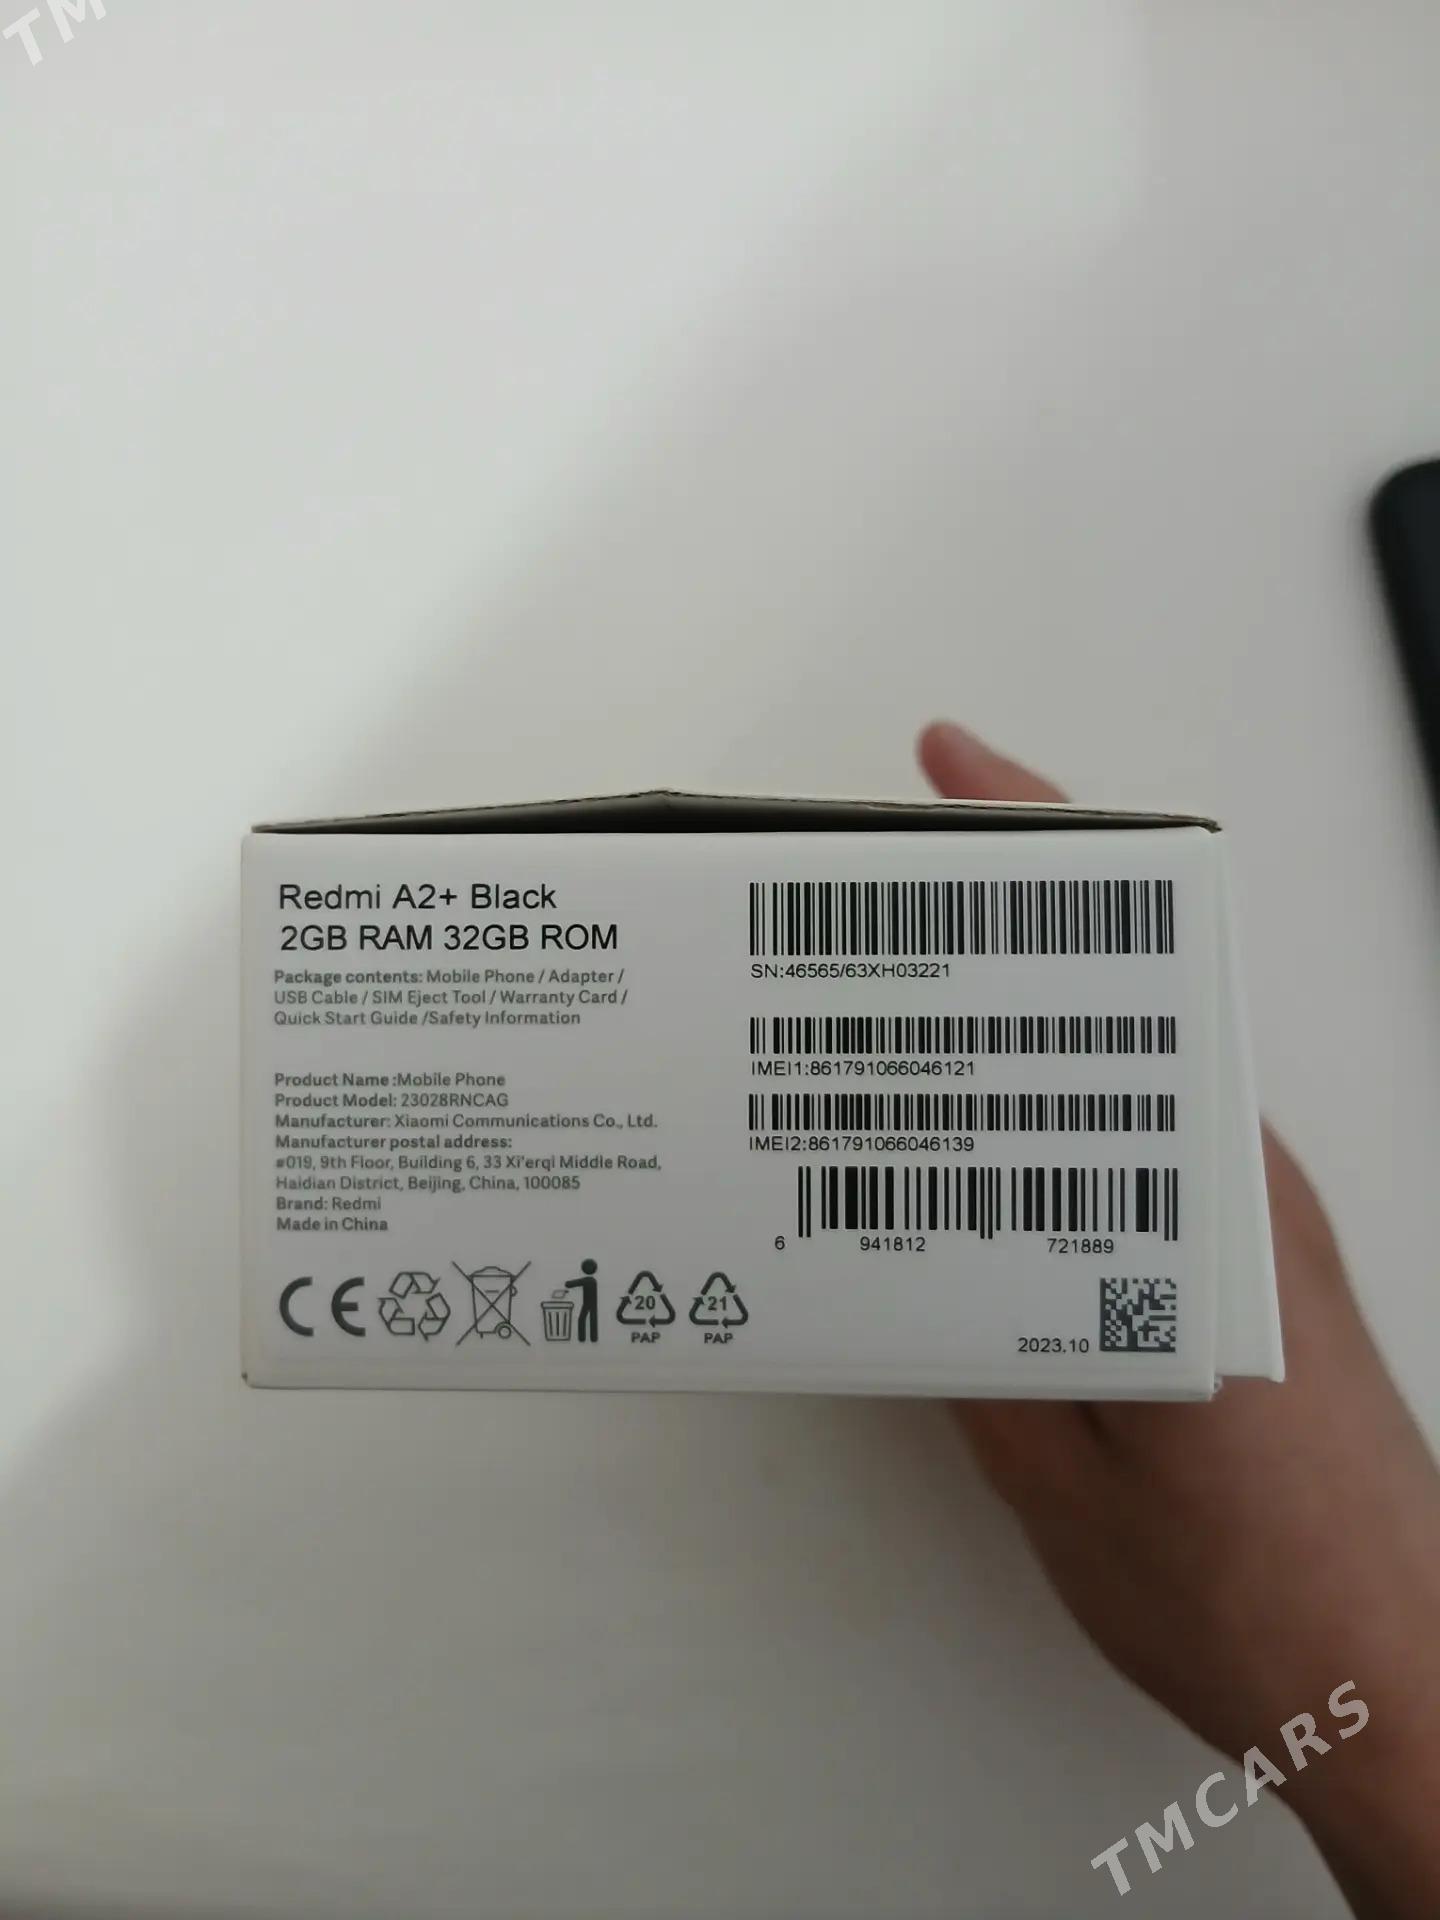 TM
Redmi A2+ Black
2GB RAM 32GB ROM
Package contents: Mobile Phone / Adapter /
USB Cable / SIM Eject Tool / Warranty Card /
Quick Start Guide /Safety Information
Product Name :Mobile Phone
Product Model: 23028RNCAG
Manufacturer: Xiaomi Communications Co., Ltd.
Manufacturer postal address:
#019, 9th Floor, Building 6, 33 Xi'erqi Middle Road,
Haidian District, Beijing, China, 100085
Brand: Redmi
Made in China
CE
20
PAP
21
PAP
SN:46565/63XH03221
IMEI1:861791066046121
IMEI2:861791066046139
6 941812 721889
2023.10
TMCARS